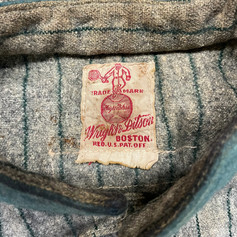 TRADE MARK
Wright & Ditson
BOSTON.
REG. U.S. PAT. OFF.